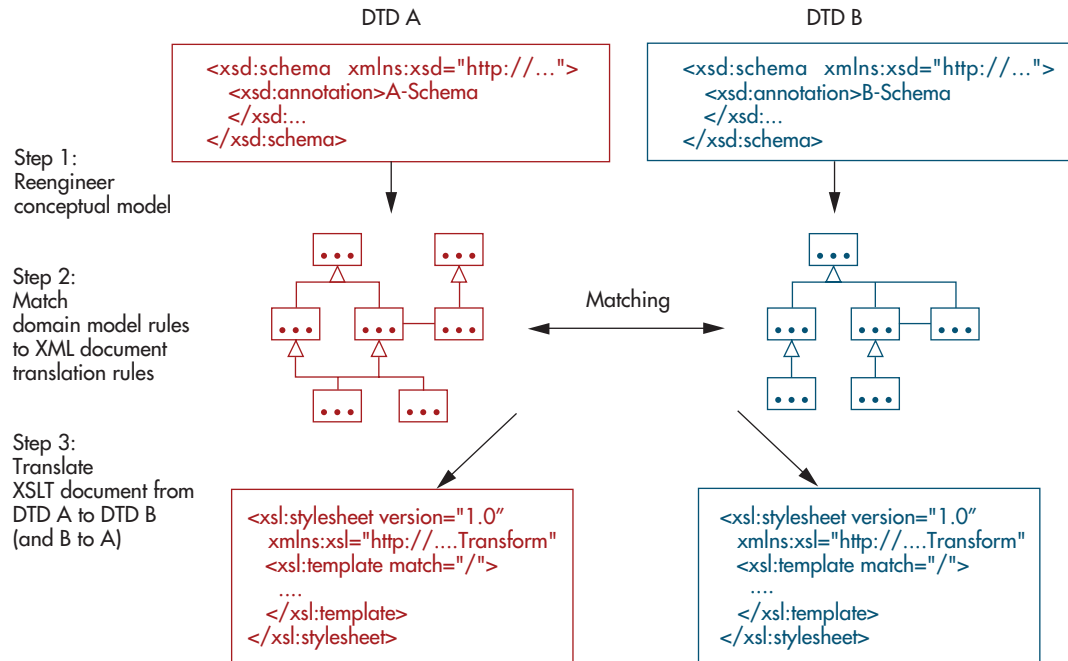 DTD A
DTD B
<xsd:schema xmlns:xsd="http://...">
<xsd:annotation>A-Schema
</xsd:...
</xsd:schema>
<xsd:schema xmlns:xsd="http://...">
<xsd:annotation>B-Schema
</xsd:...
</xsd:schema>
Step 1:
Reengineer
conceptual model
Step 2:
Match
domain model rules
to XML document
translation rules
Matching
Step 3:
Translate
XSLT document from
DTD A to DTD B
(and B to A)
<xsl:stylesheet version="1.0″
xmlns:xsl="http://....Transform"
<xsl:template match="/">
....
</xsl:template>
</xsl:stylesheet>
<xsl:stylesheet version="1.0″
xmlns:xsl="http://....Transform"
<xsl:template match="/">
....
</xsl:template>
</xsl:stylesheet>